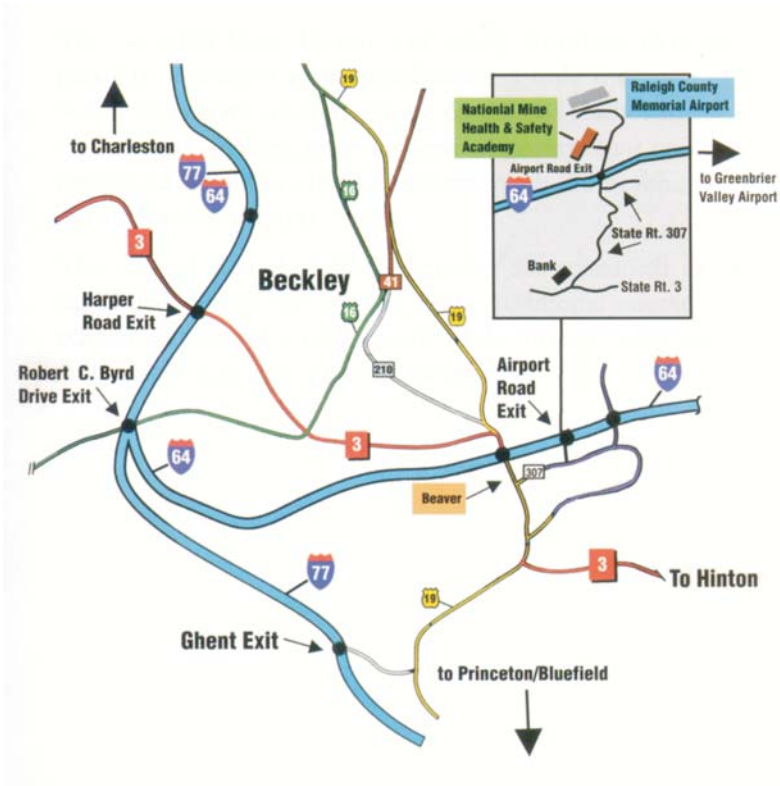 19
Raleigh County
Memorial Airport
Nationlal Mine
Health & Safety
Academy
to Charleston
77
64
16
Airport Road Exit
to Greenbrier
Valley Airport
64
3
State Rt. 307
Beckley
Bank
41
State Rt. 3
Harper
Road Exit
16
19
210
Airport
Road
Exit
Robert C. Byrd
Drive Exit
64
3
64
307
Beaver
77
3
To Hinton
19
Ghent Exit
to Princeton/Bluefield